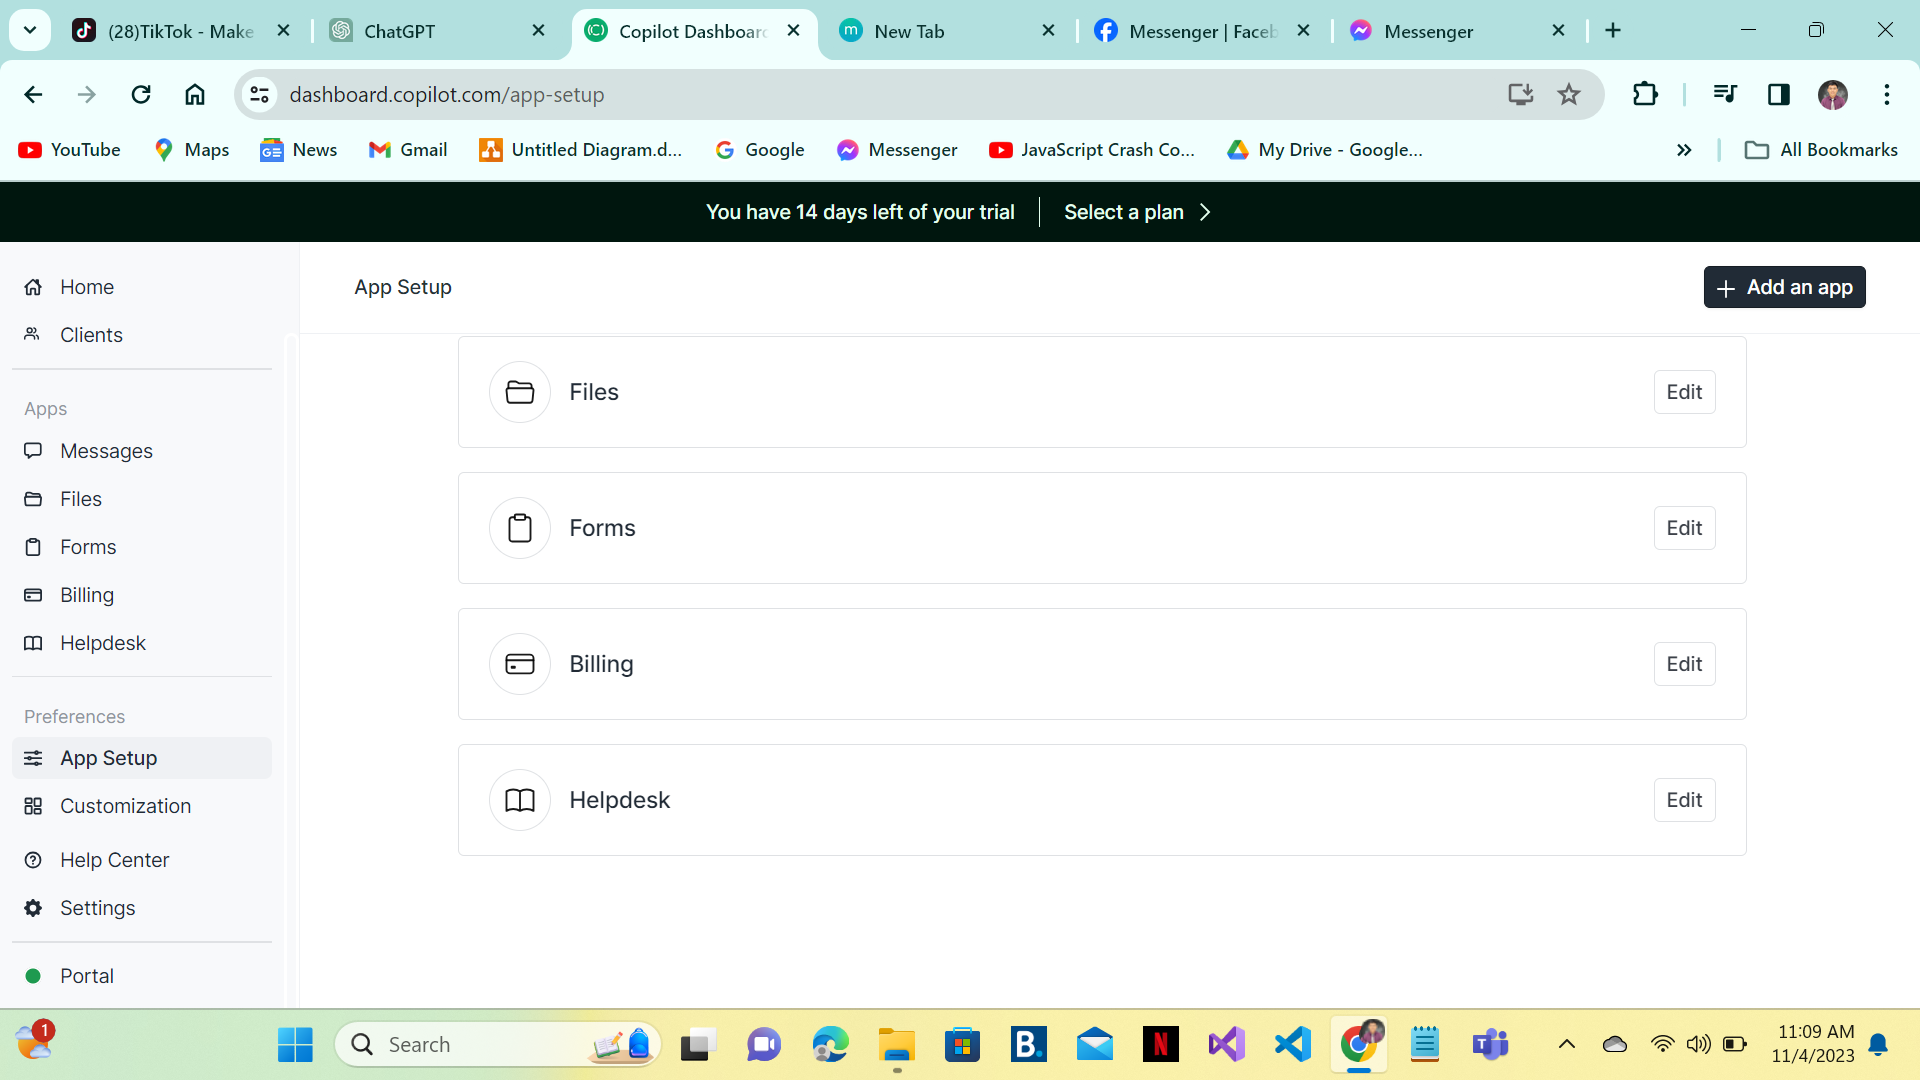 (28)TikTok - Make
ChatGPT
Copilot Dashboard
New Tab
Messenger | Faceb
Messenger
dashboard.copilot.com/app-setup
YouTube
Maps
News
Gmail
Untitled Diagram.d...
Google
Messenger
JavaScript Crash Co...
My Drive - Google...
All Bookmarks
You have 14 days left of your trial
Select a plan
Home
Clients
Apps
Messages
Files
Forms
Billing
Helpdesk
Preferences
App Setup
Customization
Help Center
Settings
Portal
App Setup
Add an app
Files
Edit
Forms
Edit
Billing
Edit
Helpdesk
Edit
1
Search
11:09 AM
11/4/2023